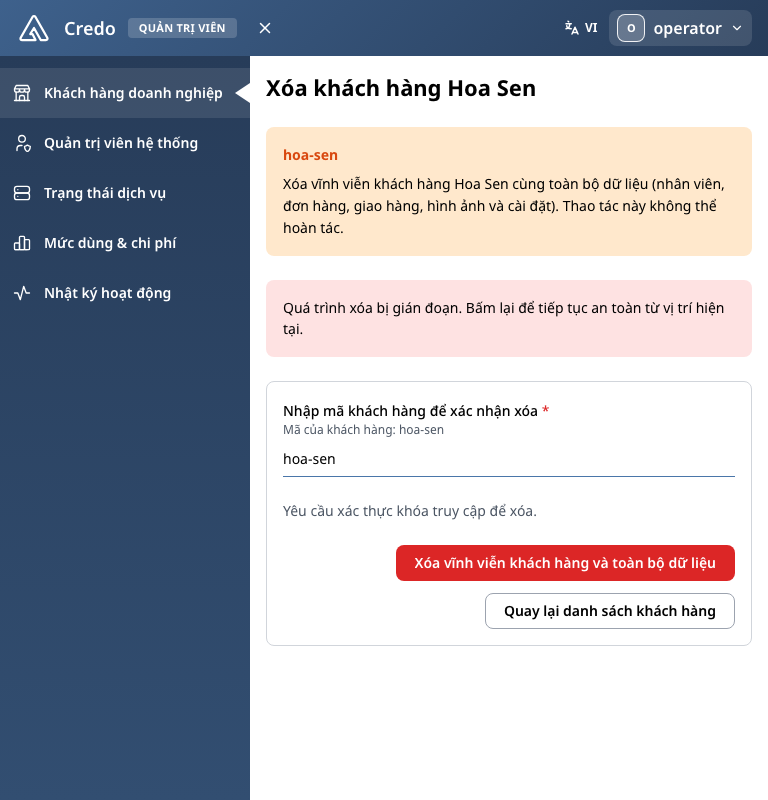 Credo
QUẢN TRỊ VIÊN
VI
O
operator
Khách hàng doanh nghiệp
Quản trị viên hệ thống
Trạng thái dịch vụ
Mức dùng & chi phí
Nhật ký hoạt động
Xóa khách hàng Hoa Sen
hoa-sen
Xóa vĩnh viễn khách hàng Hoa Sen cùng toàn bộ dữ liệu (nhân viên,
đơn hàng, giao hàng, hình ảnh và cài đặt). Thao tác này không thể
hoàn tác.
Quá trình xóa bị gián đoạn. Bấm lại để tiếp tục an toàn từ vị trí hiện
tại.
Nhập mã khách hàng để xác nhận xóa *
Mã của khách hàng: hoa-sen
hoa-sen
Yêu cầu xác thực khóa truy cập để xóa.
Xóa vĩnh viễn khách hàng và toàn bộ dữ liệu
Quay lại danh sách khách hàng